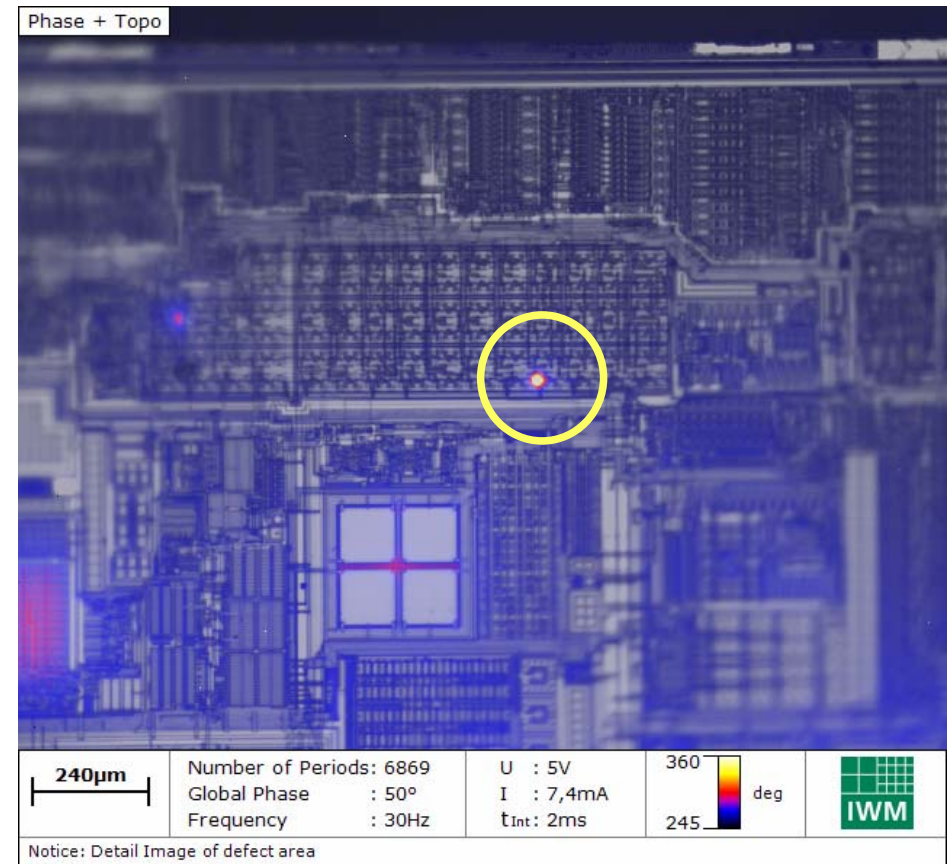 Phase + Topo
240µm
Number of Periods: 6869
Global Phase : 50°
Frequency : 30Hz
U : 5V
I : 7,4mA
tInt: 2ms
360
deg
245
IWM
Notice: Detail Image of defect area